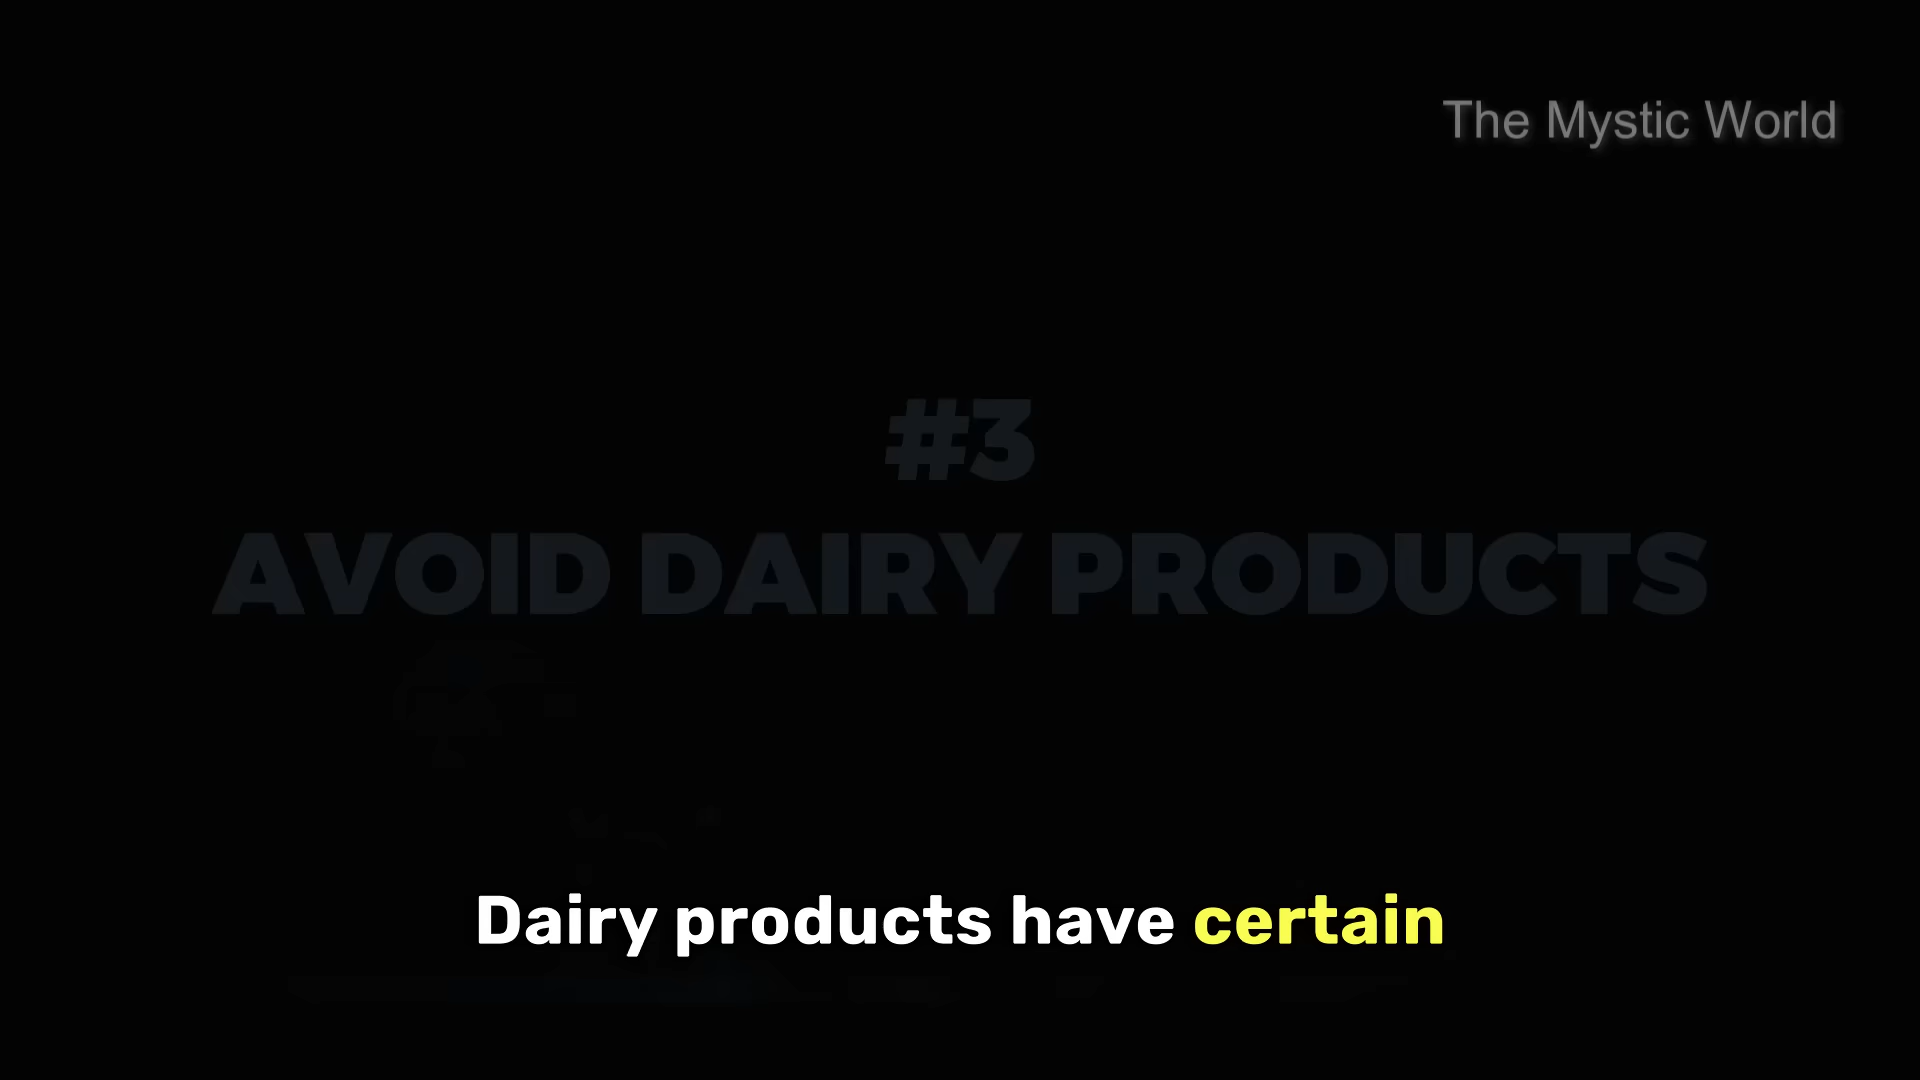 The Mystic World
#3
AVOID DAIRY PRODUCTS
Dairy products have certain